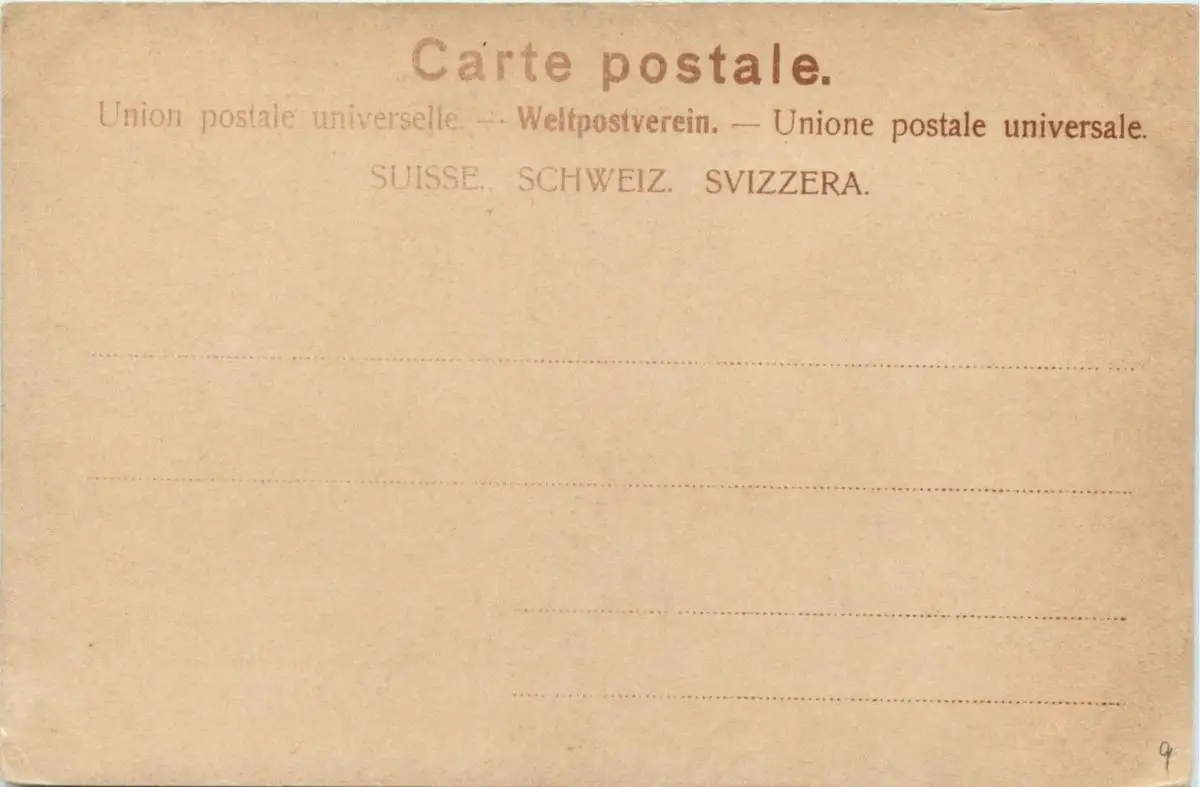 Carte postale.
Union postale universelle. — Weltpostverein. — Unione postale universale.
SUISSE. SCHWEIZ. SVIZZERA.
9